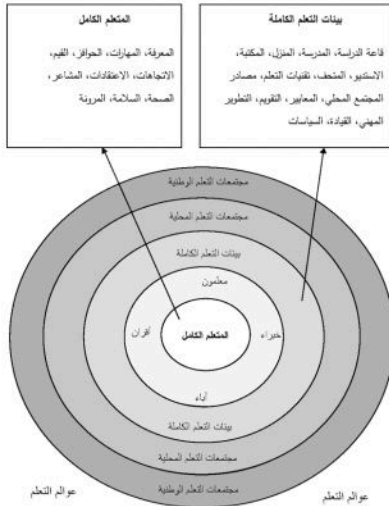 بيئات التعلم الكاملة
قاعة الدراسة، المدرسة، المنزل، المكتبة،
الاستديو، المتحف، تقنيات التعلم، مصادر
المجتمع المحلي، المعايير، التقويم، التطوير
المهني، القيادة، السياسات
المتعلم الكامل
المعرفة، المهارات، الحوافز، القيم،
الاتجاهات، الاعتقادات، المشاعر،
الصحة، السلامة، المرونة
مجتمعات التعلم الوطنية
مجتمعات التعلم المحلية
بيئات التعلم الكاملة
معلمون
خبراء
المتعلم الكامل
أقران
آباء
بيئات التعلم الكاملة
مجتمعات التعلم المحلية
مجتمعات التعلم الوطنية
عوالم التعلم
عوالم التعلم